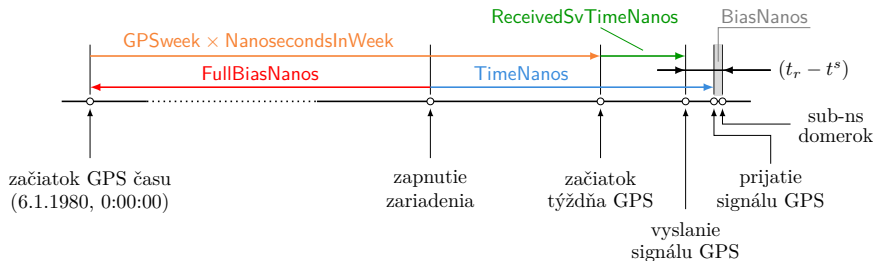 ReceivedSvTimeNanos
BiasNanos
GPSweek × NanosecondsInWeek
FullBiasNanos
TimeNanos
(t_r − t^s)
sub-ns
domerok
začiatok GPS času
(6.1.1980, 0:00:00)
zapnutie
zariadenia
začiatok
týždňa GPS
prijatie
signálu GPS
vyslanie
signálu GPS